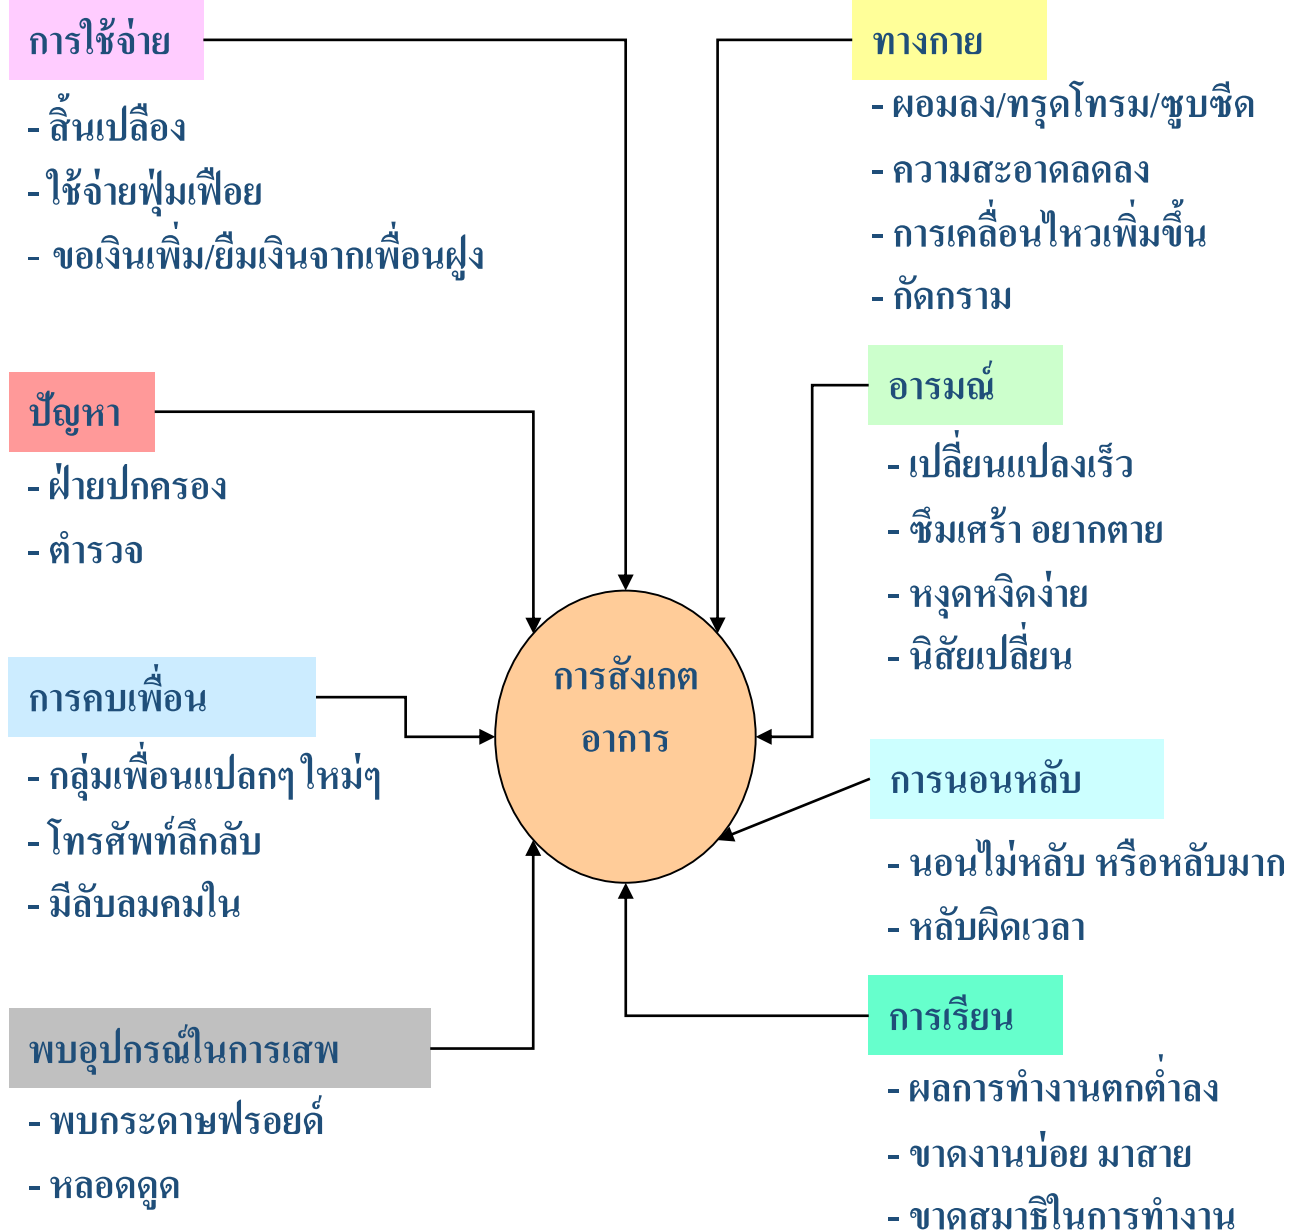 การใช้จ่าย
- สิ้นเปลือง
- ใช้จ่ายฟุ่มเฟือย
- ขอเงินเพิ่ม/ยืมเงินจากเพื่อนฝูง
ปัญหา
- ฝ่ายปกครอง
- ตำรวจ
การคบเพื่อน
- กลุ่มเพื่อนแปลกๆ ใหม่ๆ
- โทรศัพท์ลึกลับ
- มีลับลมคมใน
พบอุปกรณ์ในการเสพ
- พบกระดาษฟรอยด์
- หลอดดูด
การสังเกต
อาการ
ทางกาย
- ผอมลง/ทรุดโทรม/ซูบซีด
- ความสะอาดลดลง
- การเคลื่อนไหวเพิ่มขึ้น
- กัดกราม
อารมณ์
- เปลี่ยนแปลงเร็ว
- ซึมเศร้า อยากตาย
- หงุดหงิดง่าย
- นิสัยเปลี่ยน
การนอนหลับ
- นอนไม่หลับ หรือหลับมาก
- หลับผิดเวลา
การเรียน
- ผลการทำงานตกต่ำลง
- ขาดงานบ่อย มาสาย
- ขาดสมาธิในการทำงาน